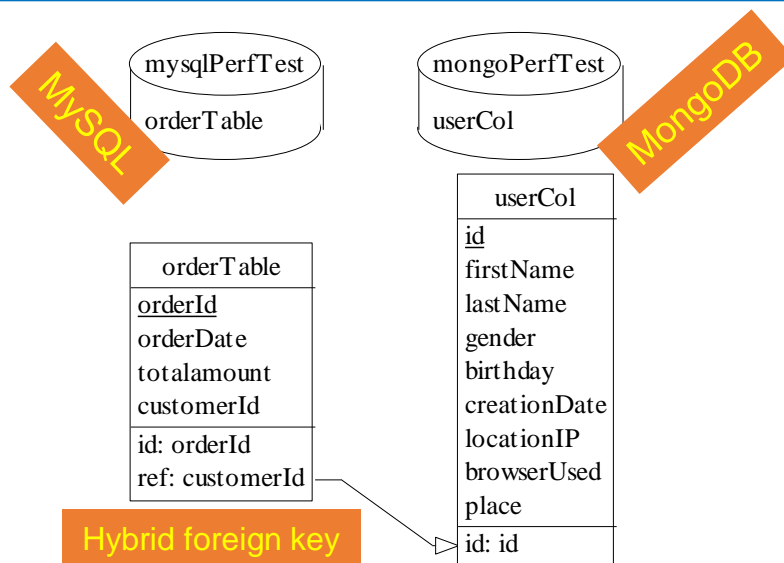 mysqlPerfTest
orderTable
MySQL
mongoPerfTest
userCol
MongoDB
orderTable
orderId
orderDate
totalamount
customerId
id: orderId
ref: customerId
Hybrid foreign key
userCol
id
firstName
lastName
gender
birthday
creationDate
locationIP
browserUsed
place
id: id